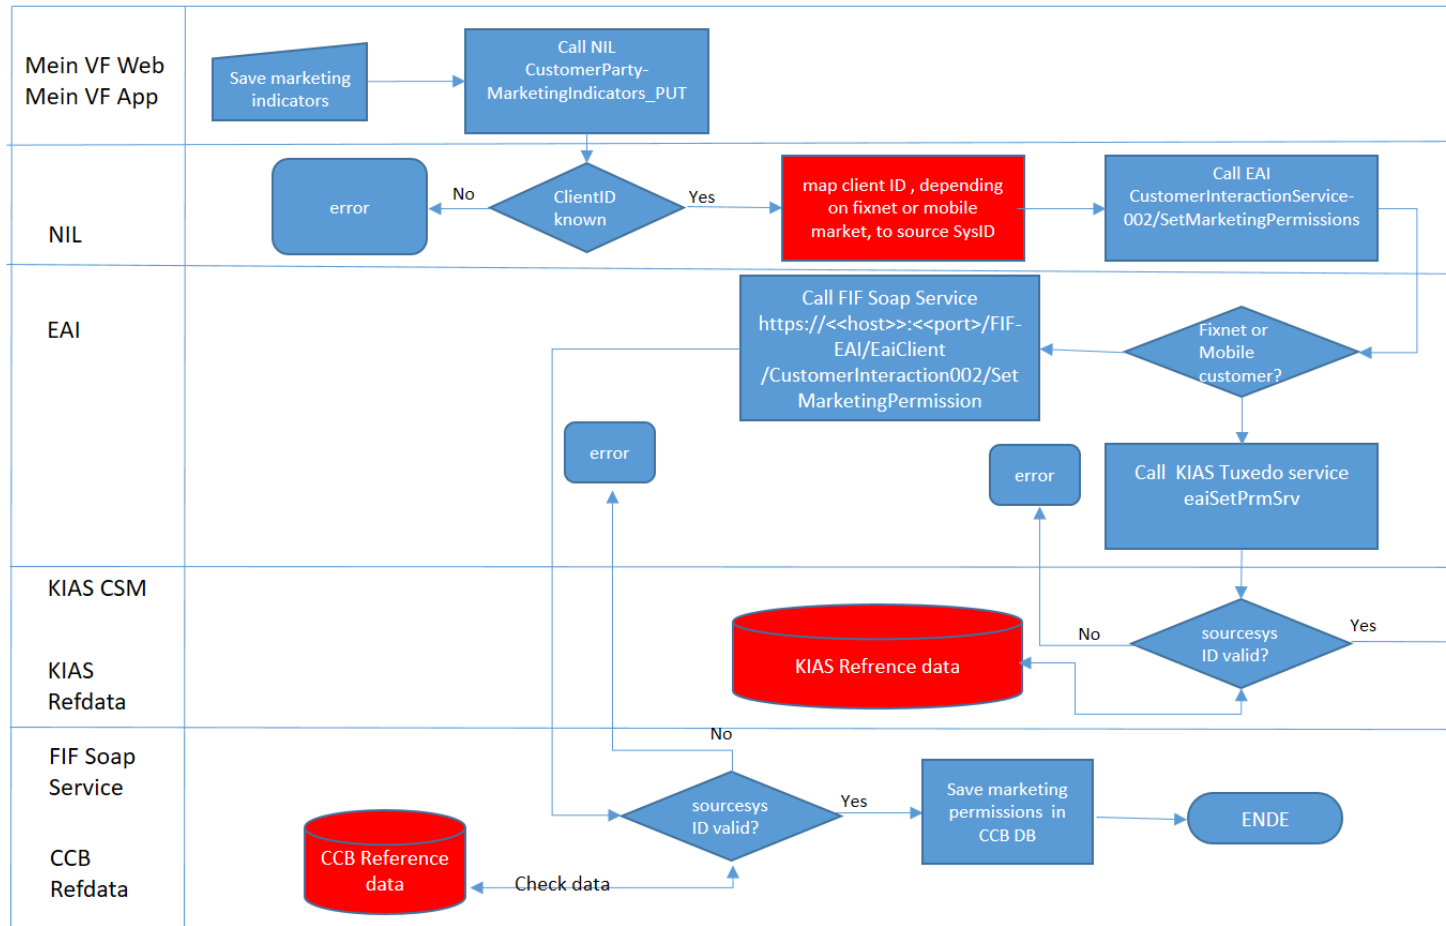 Mein VF Web
Mein VF App
Save marketing
indicators
Call NIL
CustomerParty-
MarketingIndicators_PUT
NIL
error
No
ClientID
known
Yes
map client ID , depending
on fixnet or mobile
market, to source SysID
Call EAI
CustomerInteractionService-
002/SetMarketingPermissions
EAI
Call FIF Soap Service
https://<<host>>:<<port>/FIF-
EAI/EaiClient
/CustomerInteraction002/Set
MarketingPermission
Fixnet or
Mobile
customer?
error
error
Call  KIAS Tuxedo service
eaiSetPrmSrv
KIAS CSM
KIAS
Refdata
KIAS Refrence data
No
sourcesys
ID valid?
Yes
FIF Soap
Service
CCB
Refdata
No
sourcesys
ID valid?
Yes
Save marketing
permissions  in
CCB DB
ENDE
CCB Reference
data
Check data